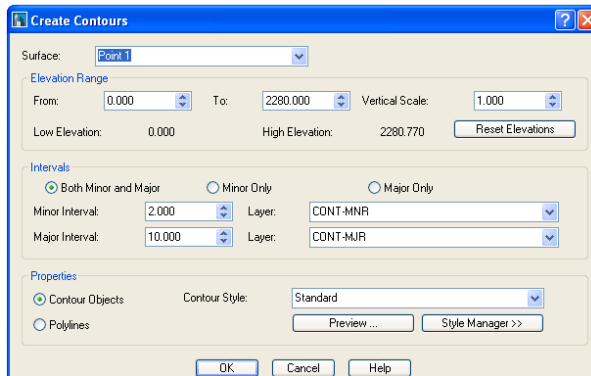 Create Contours
Surface: Point 1
Elevation Range
From: 0.000 To: 2280.000 Vertical Scale: 1.000
Low Elevation: 0.000 High Elevation: 2280.770 Reset Elevations
Intervals
Both Minor and Major Minor Only Major Only
Minor Interval: 2.000 Layer: CONT-MNR
Major Interval: 10.000 Layer: CONT-MJR
Properties
Contour Objects Contour Style: Standard
Polylines Preview ... Style Manager >>
OK Cancel Help